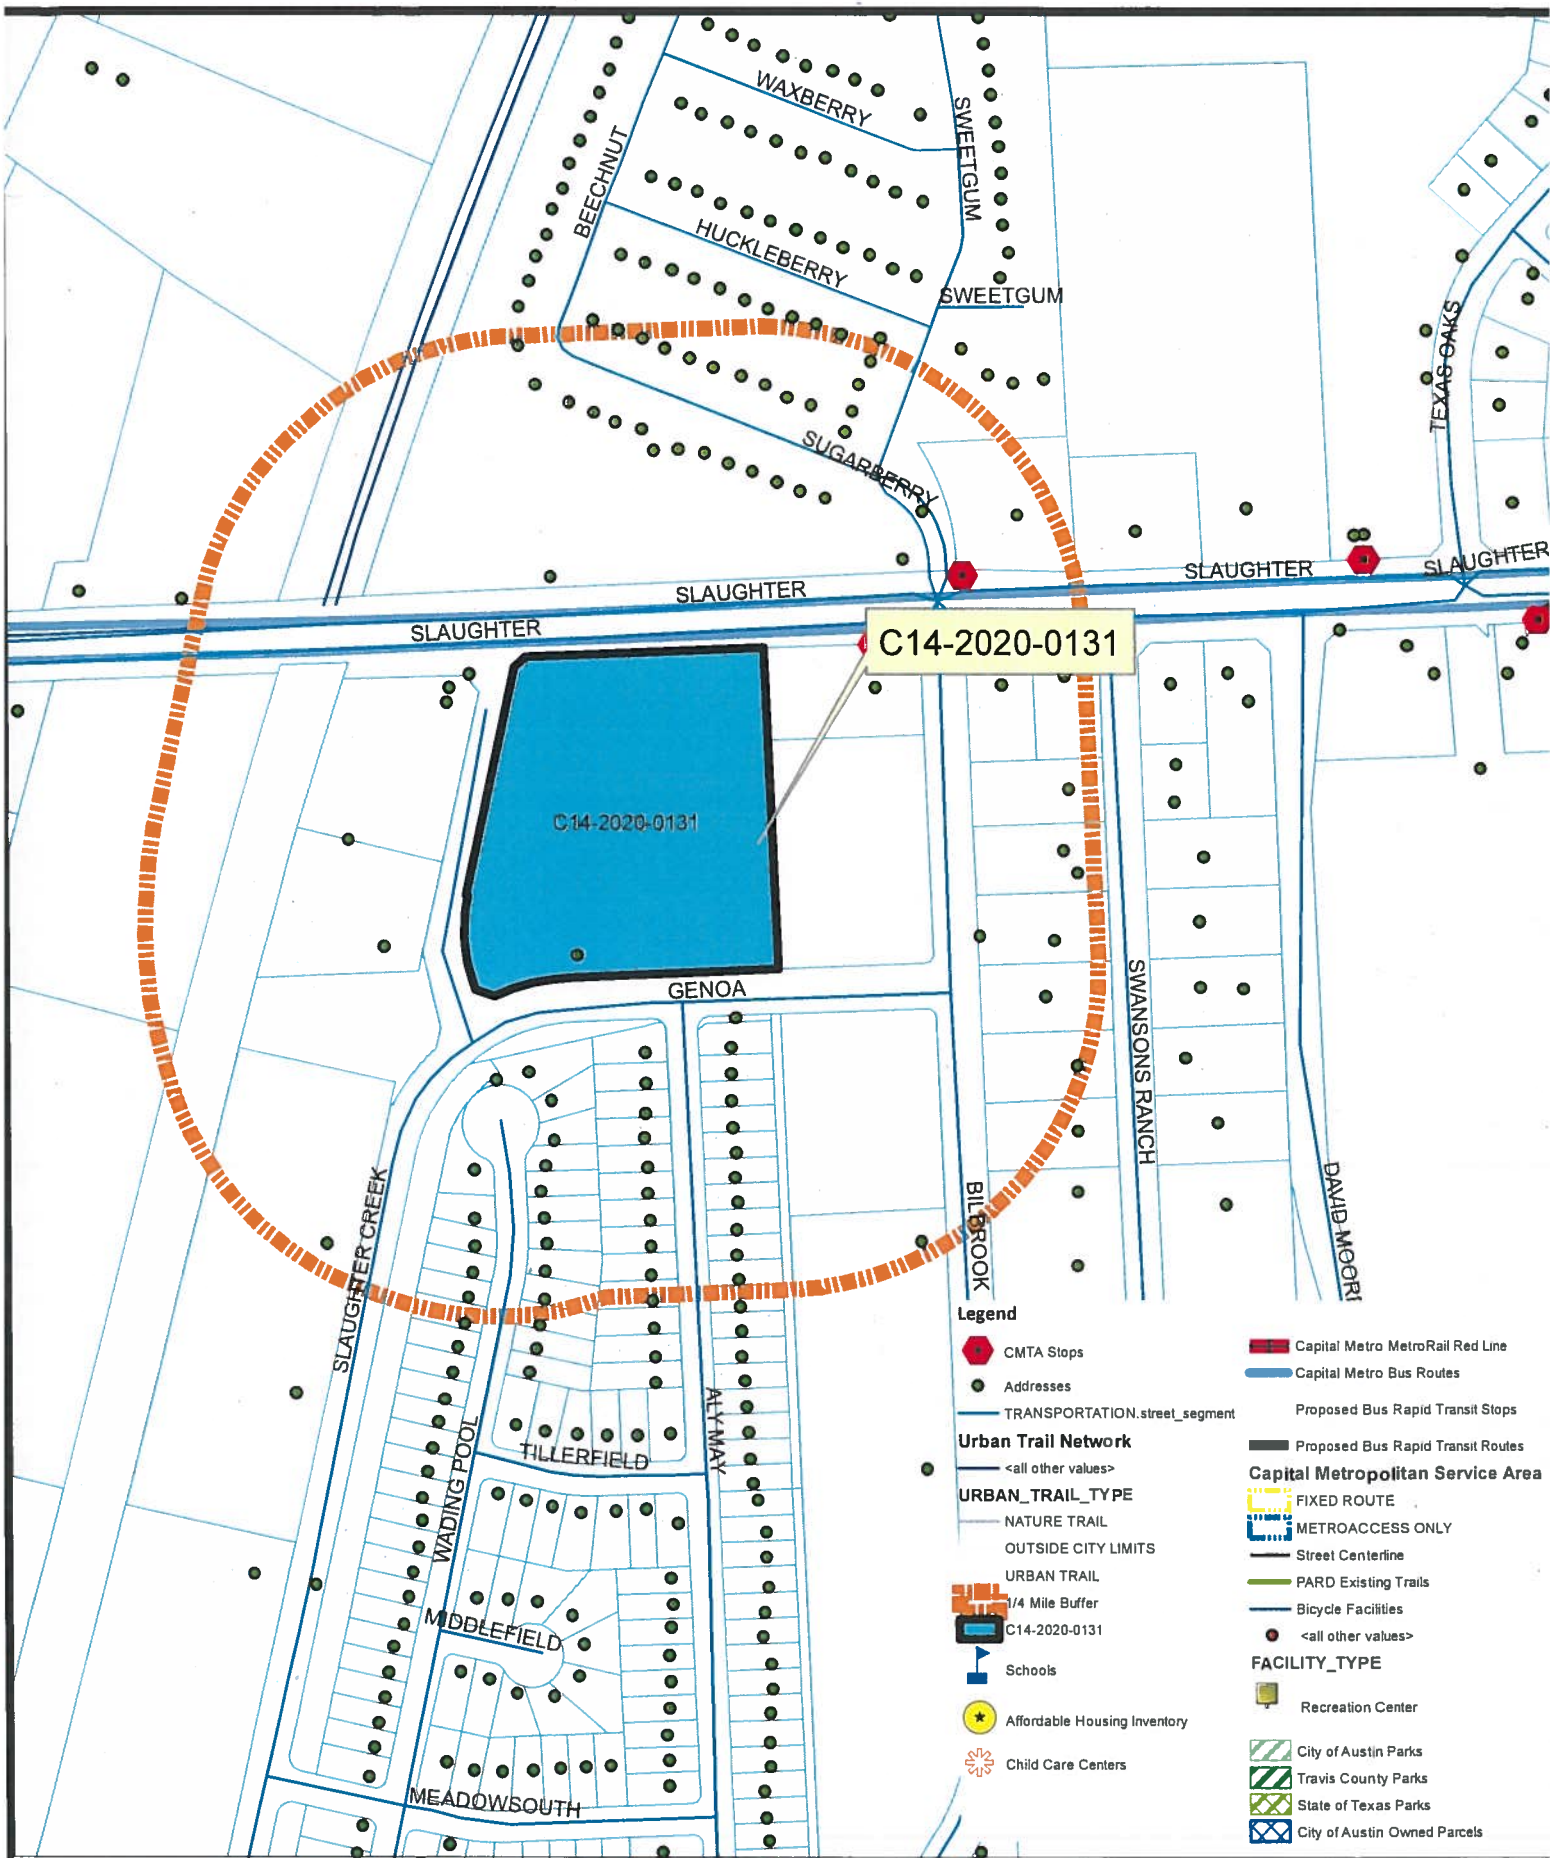 WAXBERRY
SWEETGUM
BEECHNUT
HUCKLEBERRY
SWEETGUM
TEXAS OAKS
SUGARBERRY
SLAUGHTER
SLAUGHTER
SLAUGHTER
SLAUGHTER
C14-2020-0131
C14-2020-0131
GENOA
SWANSONS RANCH
SLAUGHTER CREEK
BILBROOK
DAVID MOORE
ALY MAY
WADING POOL
TILLERFIELD
MIDDLEFIELD
MEADOWSOUTH
Legend
CMTA Stops
Addresses
TRANSPORTATION.street_segment
Urban Trail Network
<all other values>
URBAN_TRAIL_TYPE
NATURE TRAIL
OUTSIDE CITY LIMITS
URBAN TRAIL
1/4 Mile Buffer
C14-2020-0131
Schools
Affordable Housing Inventory
Child Care Centers
Capital Metro MetroRail Red Line
Capital Metro Bus Routes
Proposed Bus Rapid Transit Stops
Proposed Bus Rapid Transit Routes
Capital Metropolitan Service Area
FIXED ROUTE
METROACCESS ONLY
Street Centerline
PARD Existing Trails
Bicycle Facilities
<all other values>
FACILITY_TYPE
Recreation Center
City of Austin Parks
Travis County Parks
State of Texas Parks
City of Austin Owned Parcels